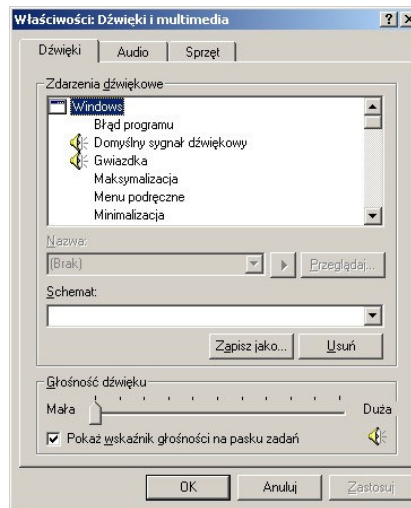 Właściwości: Dźwięki i multimedia
Dźwięki Audio Sprzęt
Zdarzenia dźwiękowe
Windows
Błąd programu
Domyślny sygnał dźwiękowy
Gwiazdka
Maksymalizacja
Menu podręczne
Minimalizacja
Nazwa:
(Brak) Przeglądaj...
Schemat:
Zapisz jako... Usuń
Głośność dźwięku
Mała Duża
Pokaż wskaźnik głośności na pasku zadań
OK Anuluj Zastosuj